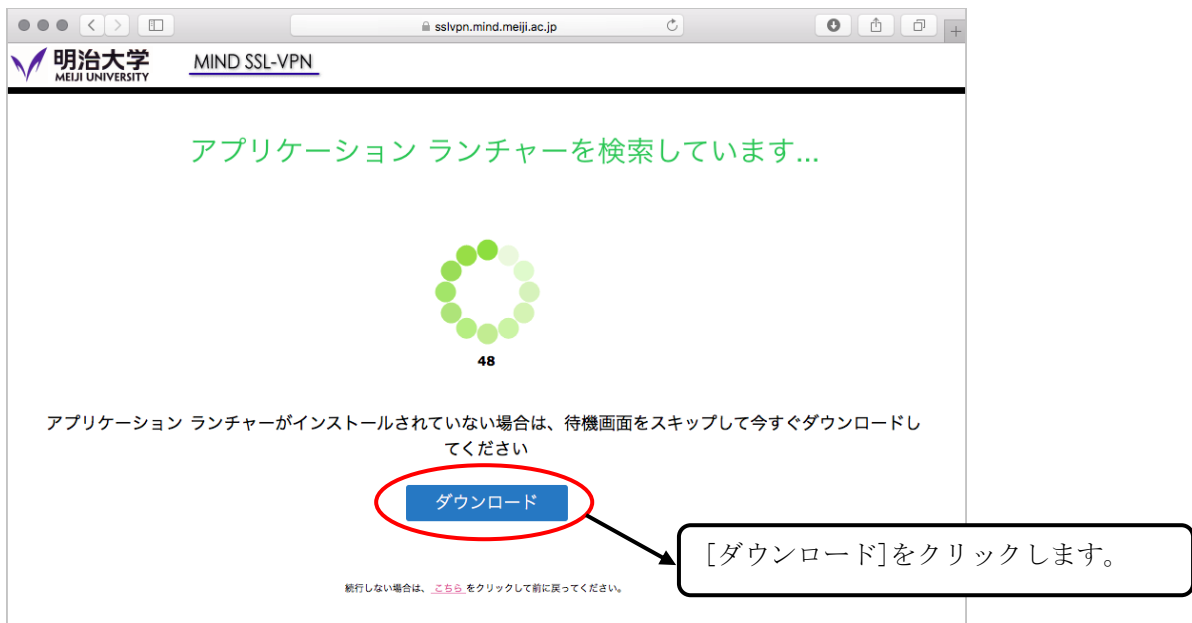 sslvpn.mind.meiji.ac.jp
明治大学 MIND SSL-VPN
MEIJI UNIVERSITY
アプリケーション ランチャーを検索しています...
48
アプリケーション ランチャーがインストールされていない場合は、待機画面をスキップして今すぐダウンロードし
てください
ダウンロード
[ダウンロード]をクリックします。
続行しない場合は、 こちら をクリックして前に戻ってください。